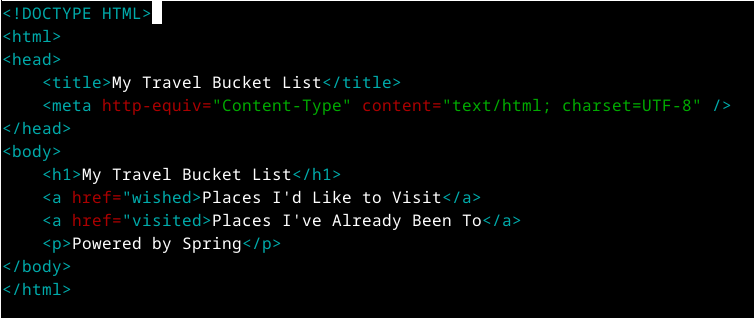 <!DOCTYPE HTML>
<html>
<head>
    <title>My Travel Bucket List</title>
    <meta http-equiv="Content-Type" content="text/html; charset=UTF-8" />
</head>
<body>
    <h1>My Travel Bucket List</h1>
    <a href="wished>Places I'd Like to Visit</a>
    <a href="visited>Places I've Already Been To</a>
    <p>Powered by Spring</p>
</body>
</html>